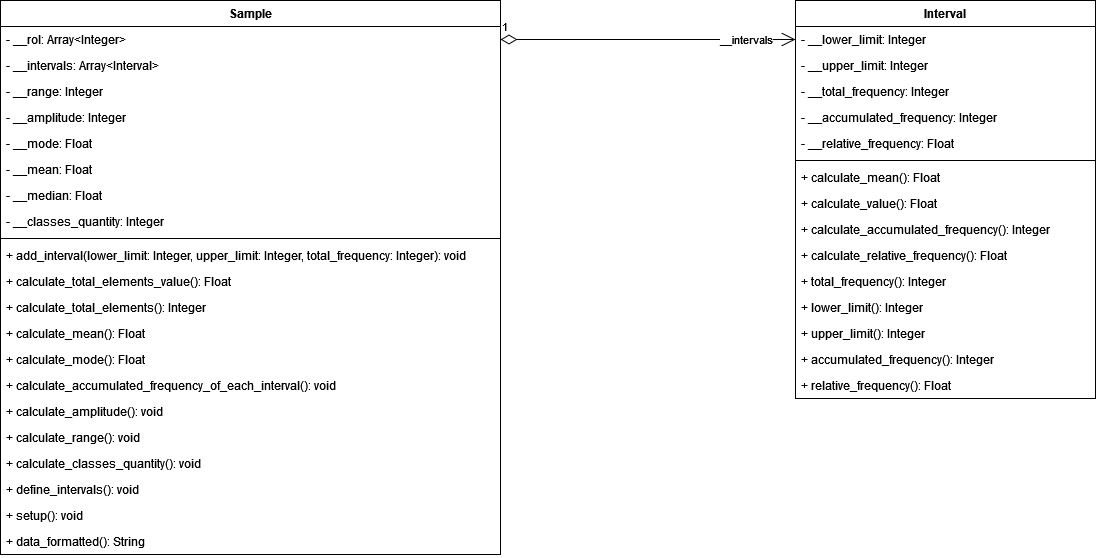 Sample
- __rol: Array<Integer>
- __intervals: Array<Interval>
- __range: Integer
- __amplitude: Integer
- __mode: Float
- __mean: Float
- __median: Float
- __classes_quantity: Integer
+ add_interval(lower_limit: Integer, upper_limit: Integer, total_frequency: Integer): void
+ calculate_total_elements_value(): Float
+ calculate_total_elements(): Integer
+ calculate_mean(): Float
+ calculate_mode(): Float
+ calculate_accumulated_frequency_of_each_interval(): void
+ calculate_amplitude(): void
+ calculate_range(): void
+ calculate_classes_quantity(): void
+ define_intervals(): void
+ setup(): void
+ data_formatted(): String
1
__intervals
Interval
- __lower_limit: Integer
- __upper_limit: Integer
- __total_frequency: Integer
- __accumulated_frequency: Integer
- __relative_frequency: Float
+ calculate_mean(): Float
+ calculate_value(): Float
+ calculate_accumulated_frequency(): Integer
+ calculate_relative_frequency(): Float
+ total_frequency(): Integer
+ lower_limit(): Integer
+ upper_limit(): Integer
+ accumulated_frequency(): Integer
+ relative_frequency(): Float